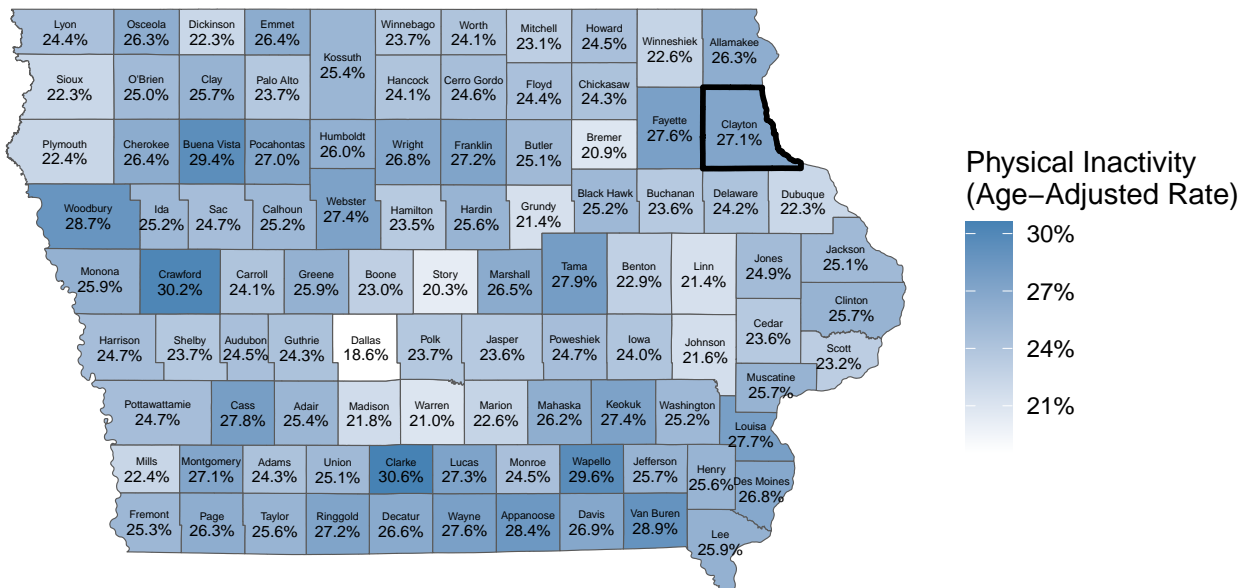 Lyon
24.4%
Osceola
26.3%
Dickinson
22.3%
Emmet
26.4%
Kossuth
25.4%
Winnebago
23.7%
Worth
24.1%
Mitchell
23.1%
Howard
24.5%
Winneshiek
22.6%
Allamakee
26.3%
Sioux
22.3%
O'Brien
25.0%
Clay
25.7%
Palo Alto
23.7%
Hancock
24.1%
Cerro Gordo
24.6%
Floyd
24.4%
Chickasaw
24.3%
Fayette
27.6%
Clayton
27.1%
Plymouth
22.4%
Cherokee
26.4%
Buena Vista
29.4%
Pocahontas
27.0%
Humboldt
26.0%
Wright
26.8%
Franklin
27.2%
Butler
25.1%
Bremer
20.9%
Woodbury
28.7%
Ida
25.2%
Sac
24.7%
Calhoun
25.2%
Webster
27.4%
Hamilton
23.5%
Hardin
25.6%
Grundy
21.4%
Black Hawk
25.2%
Buchanan
23.6%
Delaware
24.2%
Dubuque
22.3%
Monona
25.9%
Crawford
30.2%
Carroll
24.1%
Greene
25.9%
Boone
23.0%
Story
20.3%
Marshall
26.5%
Tama
27.9%
Benton
22.9%
Linn
21.4%
Jones
24.9%
Jackson
25.1%
Clinton
25.7%
Harrison
24.7%
Shelby
23.7%
Audubon
24.5%
Guthrie
24.3%
Dallas
18.6%
Polk
23.7%
Jasper
23.6%
Poweshiek
24.7%
Iowa
24.0%
Johnson
21.6%
Cedar
23.6%
Scott
23.2%
Muscatine
25.7%
Pottawattamie
24.7%
Cass
27.8%
Adair
25.4%
Madison
21.8%
Warren
21.0%
Marion
22.6%
Mahaska
26.2%
Keokuk
27.4%
Washington
25.2%
Louisa
27.7%
Mills
22.4%
Montgomery
27.1%
Adams
24.3%
Union
25.1%
Clarke
30.6%
Lucas
27.3%
Monroe
24.5%
Wapello
29.6%
Jefferson
25.7%
Henry
25.6%
Des Moines
26.8%
Fremont
25.3%
Page
26.3%
Taylor
25.6%
Ringgold
27.2%
Decatur
26.6%
Wayne
27.6%
Appanoose
28.4%
Davis
26.9%
Van Buren
28.9%
Lee
25.9%
Physical Inactivity
(Age−Adjusted Rate)
30%
27%
24%
21%